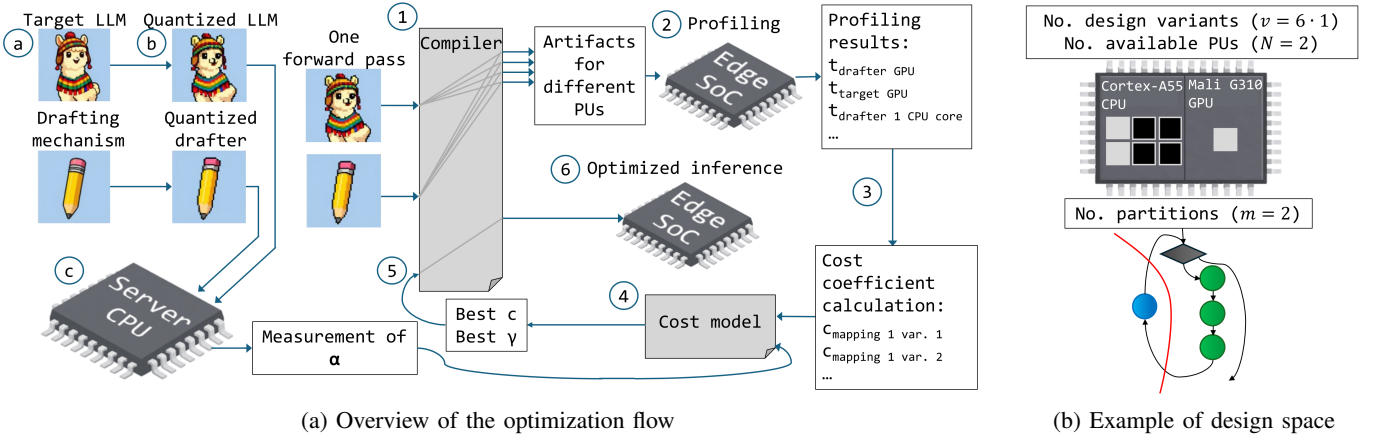 Target LLM
a
Quantized LLM
b
Drafting
mechanism
Quantized
drafter
c
Server
CPU
Measurement of
α
One
forward pass
1
Compiler
Artifacts
for
different
PUs
2
Profiling
Edge
SoC
Profiling
results:
t_drafter GPU
t_target GPU
t_drafter 1 CPU core
…
3
Cost
coefficient
calculation:
c_mapping 1 var. 1
c_mapping 1 var. 2
…
4
Cost model
Best c
Best γ
5
6
Optimized inference
Edge
SoC
(a) Overview of the optimization flow
No. design variants (v = 6 · 1)
No. available PUs (N = 2)
Cortex-A55
CPU
Mali G310
GPU
No. partitions (m = 2)
(b) Example of design space